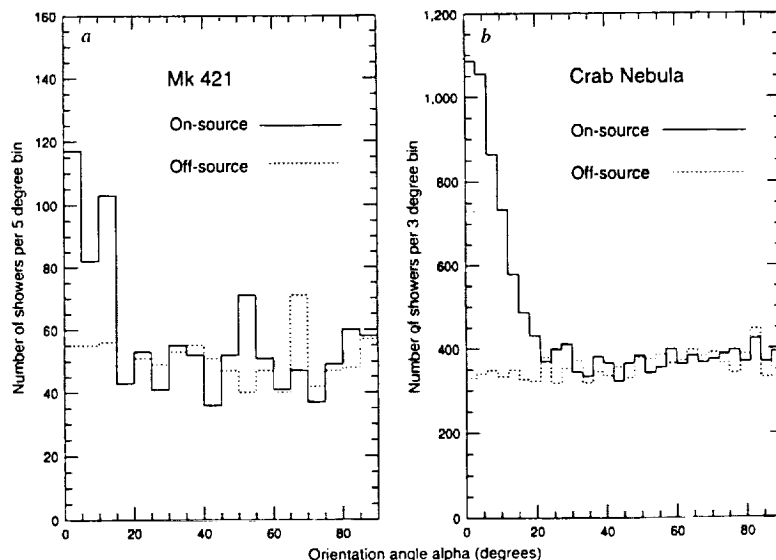 a
Mk 421
On-source
Off-source
Number of showers per 5 degree bin
160
140
120
100
80
60
40
20
0
0
20
40
60
80
b
Crab Nebula
On-source
Off-source
Number of showers per 3 degree bin
1,200
1,000
800
600
400
200
0
0
20
40
60
80
Orientation angle alpha (degrees)